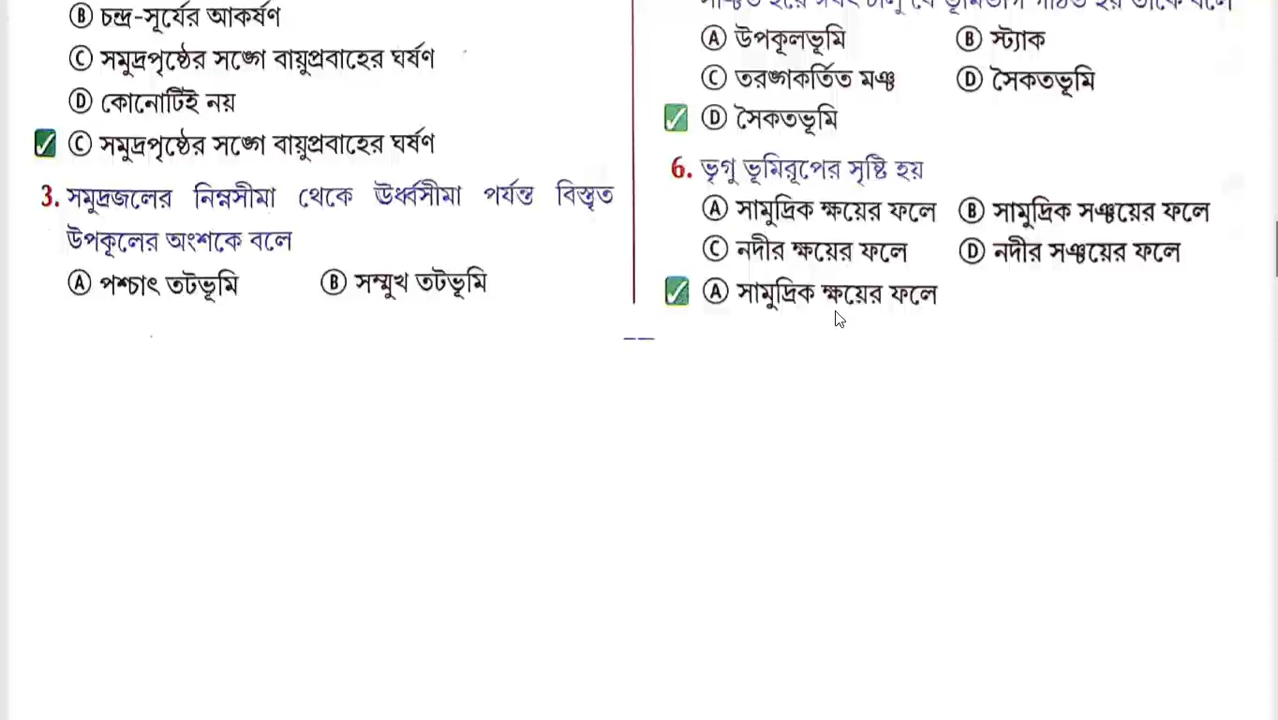 Ⓑ চন্দ্র-সূর্যের আকর্ষণ
Ⓒ সমুদ্রপৃষ্ঠের সঙ্গে বায়ুপ্রবাহের ঘর্ষণ
Ⓓ কোনোটিই নয়
Ⓒ সমুদ্রপৃষ্ঠের সঙ্গে বায়ুপ্রবাহের ঘর্ষণ
3. সমুদ্রজলের নিম্নসীমা থেকে ঊর্ধ্বসীমা পর্যন্ত বিস্তৃত
উপকূলের অংশকে বলে
Ⓐ পশ্চাৎ তটভূমি Ⓑ সম্মুখ তটভূমি
Ⓐ উপকূলভূমি Ⓑ স্ট্যাক
Ⓒ তরঙ্গকর্তিত মঞ্চ Ⓓ সৈকতভূমি
Ⓓ সৈকতভূমি
6. ভৃগু ভূমিরূপের সৃষ্টি হয়
Ⓐ সামুদ্রিক ক্ষয়ের ফলে Ⓑ সামুদ্রিক সঞ্চয়ের ফলে
Ⓒ নদীর ক্ষয়ের ফলে Ⓓ নদীর সঞ্চয়ের ফলে
Ⓐ সামুদ্রিক ক্ষয়ের ফলে